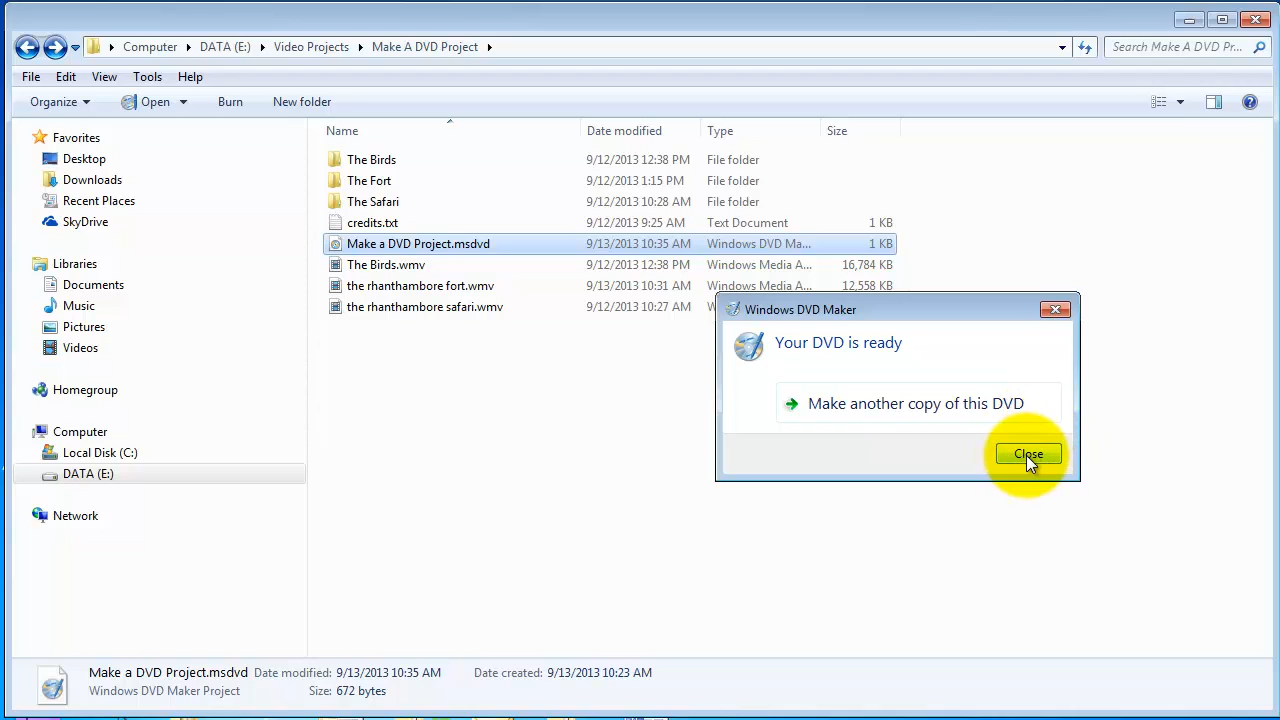 Computer DATA (E:) Video Projects Make A DVD Project Search Make A DVD Pr...
File Edit View Tools Help
Organize Open Burn New folder
Name Date modified Type Size
Favorites
Desktop
Downloads
Recent Places
SkyDrive
Libraries
Documents
Music
Pictures
Videos
Homegroup
Computer
Local Disk (C:)
DATA (E:)
Network
The Birds 9/12/2013 12:38 PM File folder
The Fort 9/12/2013 1:15 PM File folder
The Safari 9/12/2013 10:28 AM File folder
credits.txt 9/12/2013 9:25 AM Text Document 1 KB
Make a DVD Project.msdvd 9/13/2013 10:35 AM Windows DVD Ma... 1 KB
The Birds.wmv 9/12/2013 12:38 PM Windows Media A... 16,784 KB
the rhanthambore fort.wmv 9/13/2013 10:31 AM Windows Media A... 12,558 KB
the rhanthambore safari.wmv 9/12/2013 10:27 AM
Windows DVD Maker
Your DVD is ready
Make another copy of this DVD
Close
Make a DVD Project.msdvd Date modified: 9/13/2013 10:35 AM Date created: 9/13/2013 10:23 AM
Windows DVD Maker Project Size: 672 bytes